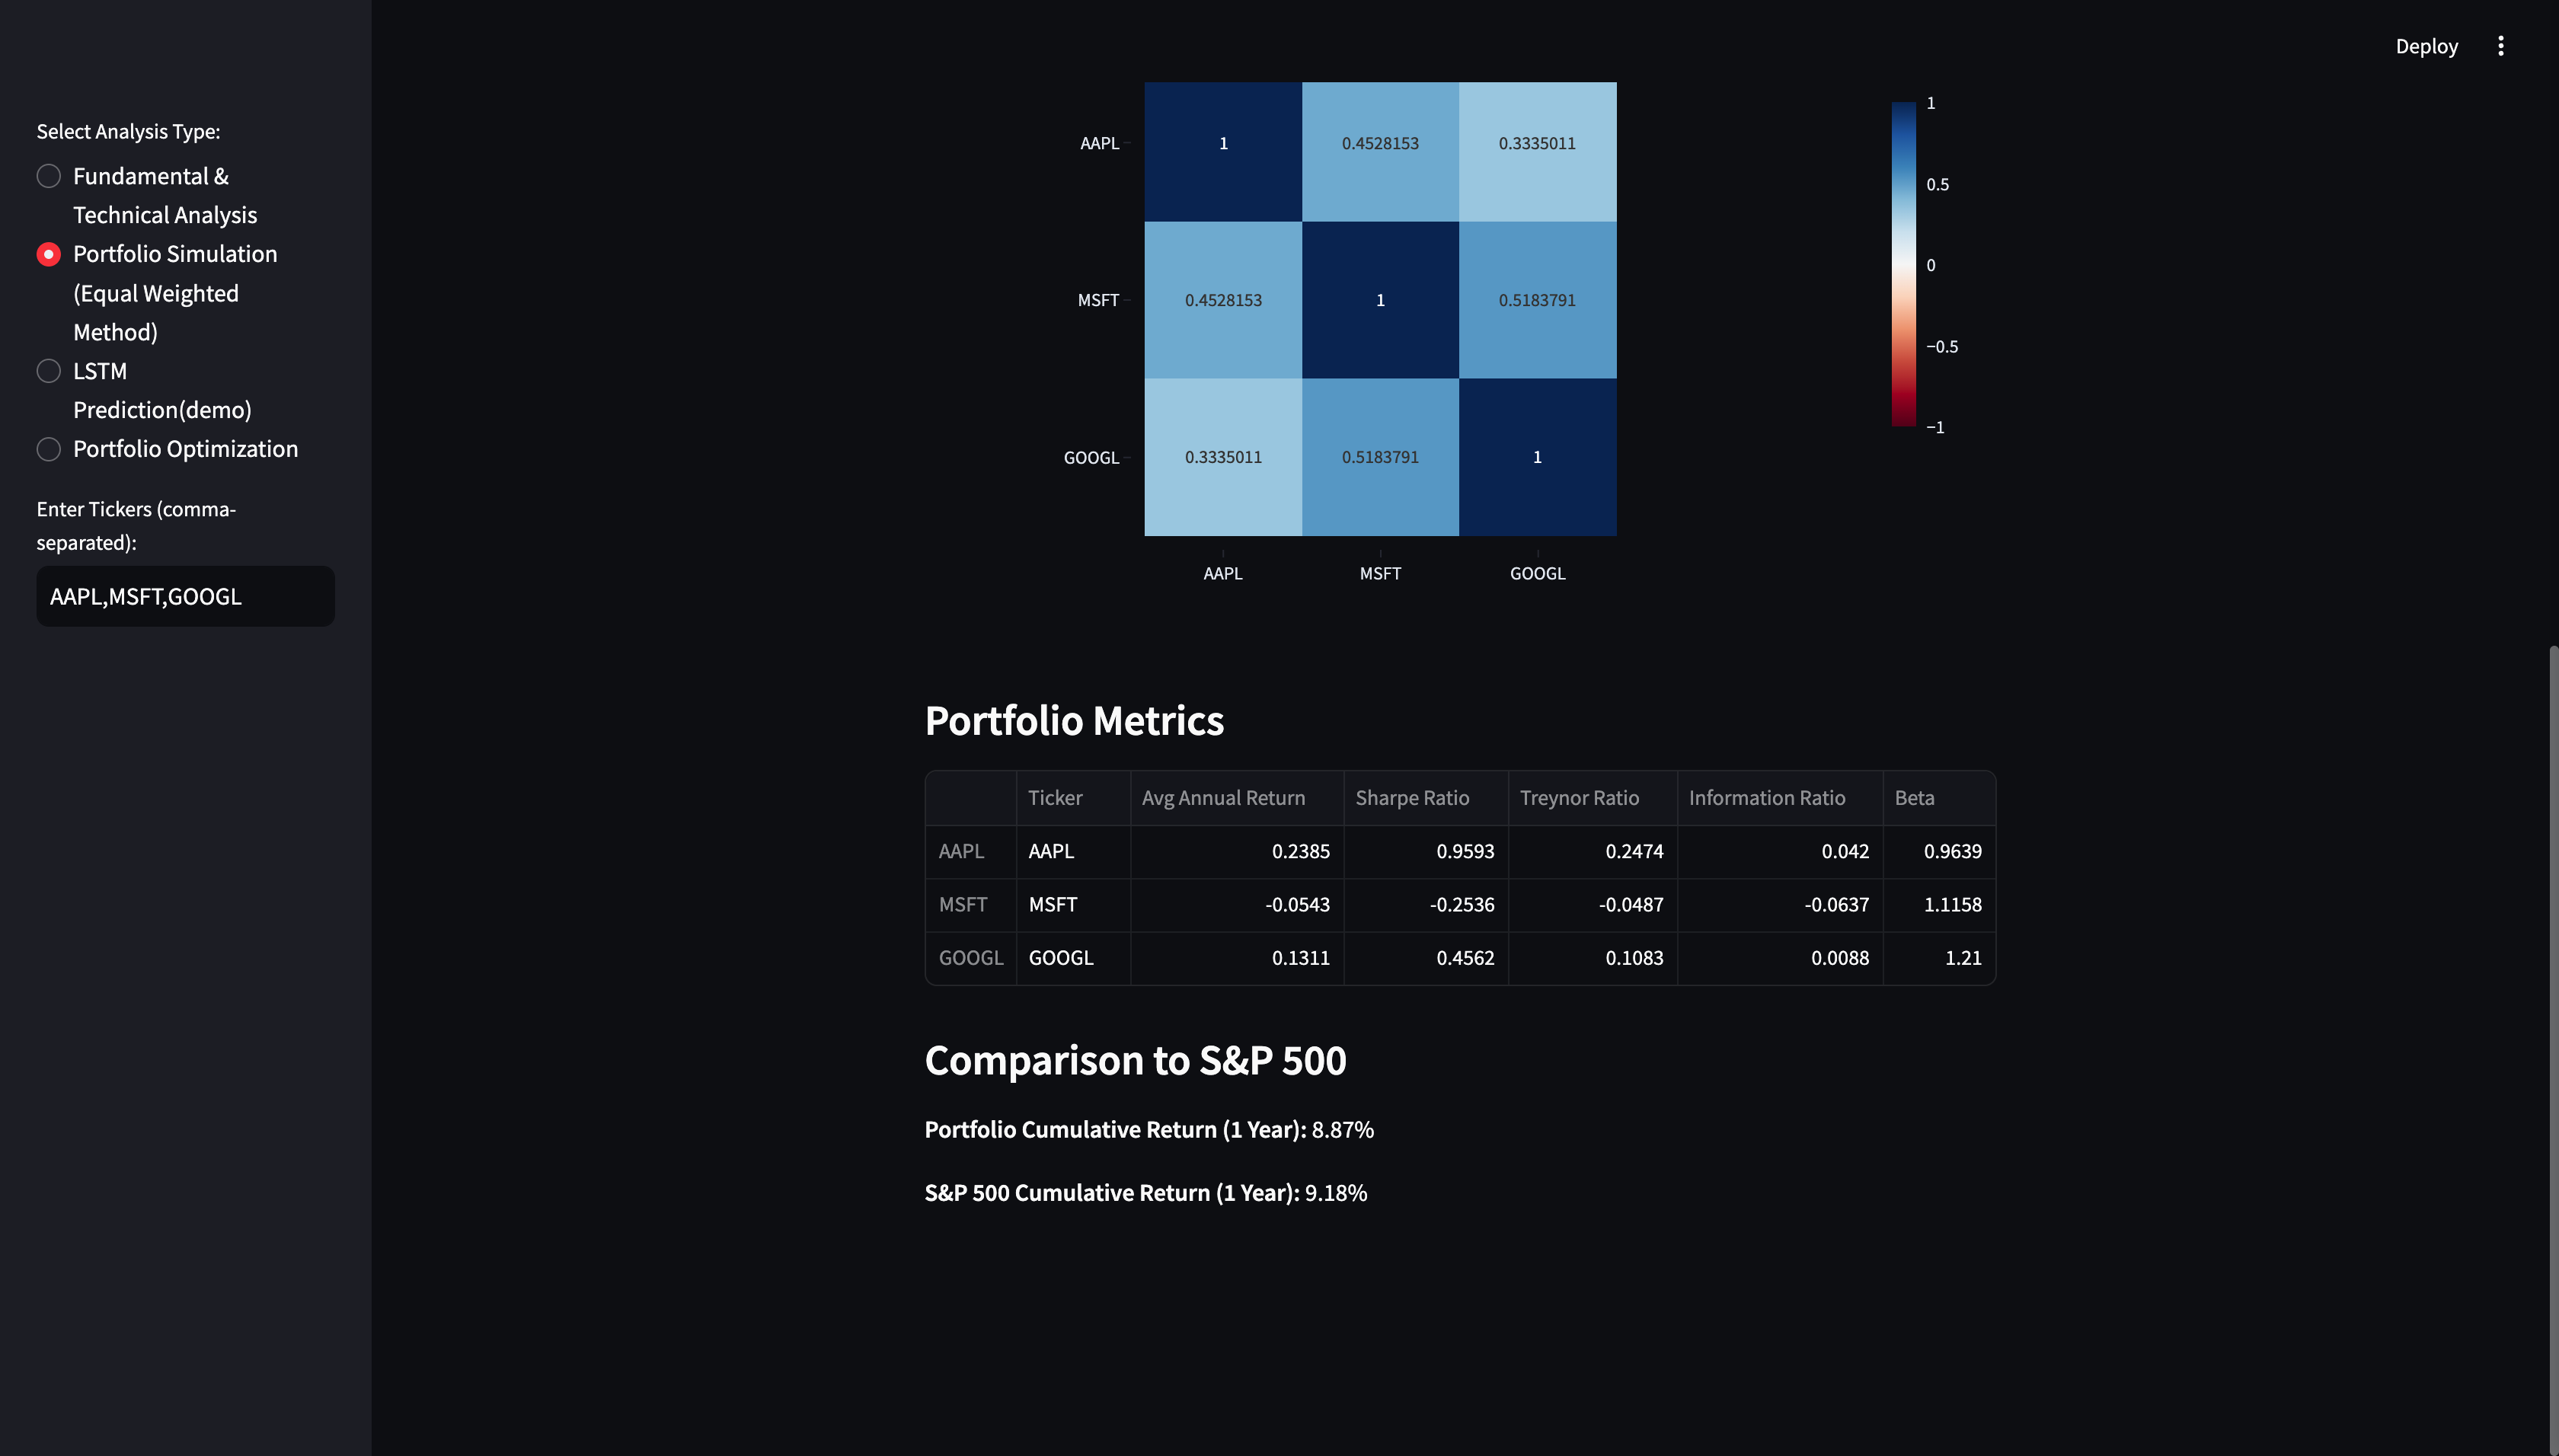 Deploy
Select Analysis Type:
Fundamental &
Technical Analysis
Portfolio Simulation
(Equal Weighted
Method)
LSTM
Prediction(demo)
Portfolio Optimization
Enter Tickers (comma-
separated):
AAPL,MSFT,GOOGL
AAPL 1 0.4528153 0.3335011
MSFT 0.4528153 1 0.5183791
GOOGL 0.3335011 0.5183791 1
AAPL MSFT GOOGL
1
0.5
0
−0.5
−1
Portfolio Metrics
Ticker Avg Annual Return Sharpe Ratio Treynor Ratio Information Ratio Beta
AAPL AAPL 0.2385 0.9593 0.2474 0.042 0.9639
MSFT MSFT -0.0543 -0.2536 -0.0487 -0.0637 1.1158
GOOGL GOOGL 0.1311 0.4562 0.1083 0.0088 1.21
Comparison to S&P 500
Portfolio Cumulative Return (1 Year): 8.87%
S&P 500 Cumulative Return (1 Year): 9.18%